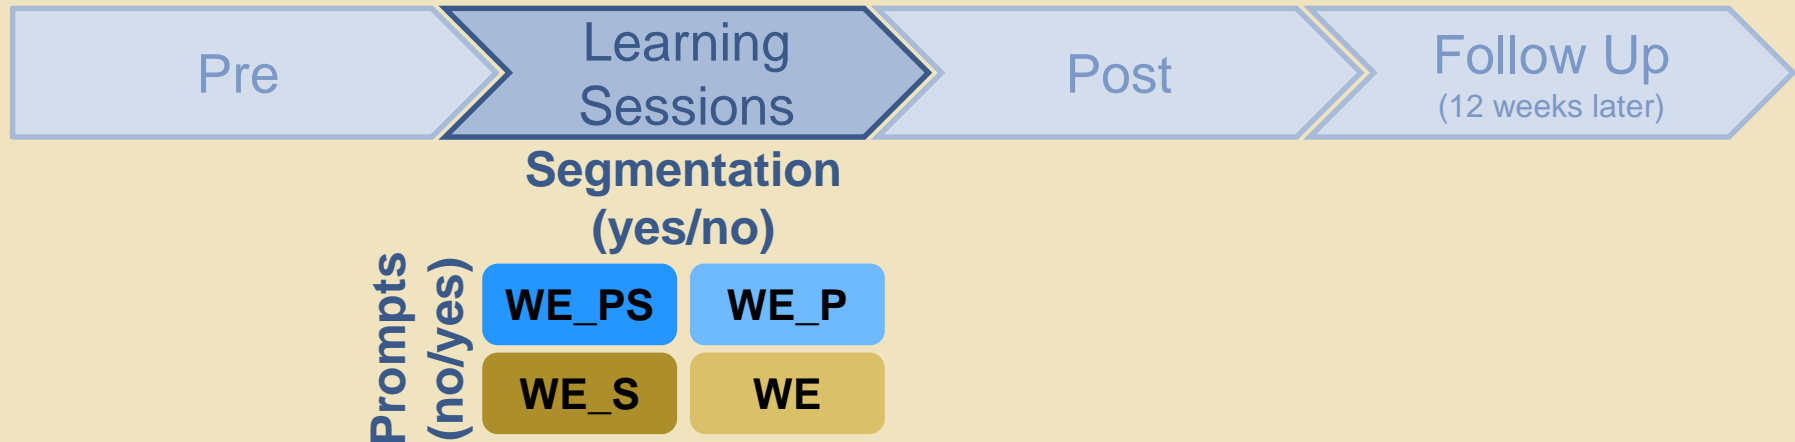 Pre
Learning
Sessions
Post
Follow Up
(12 weeks later)
Segmentation
(yes/no)
Prompts
(no/yes)
WE_PS
WE_P
WE_S
WE